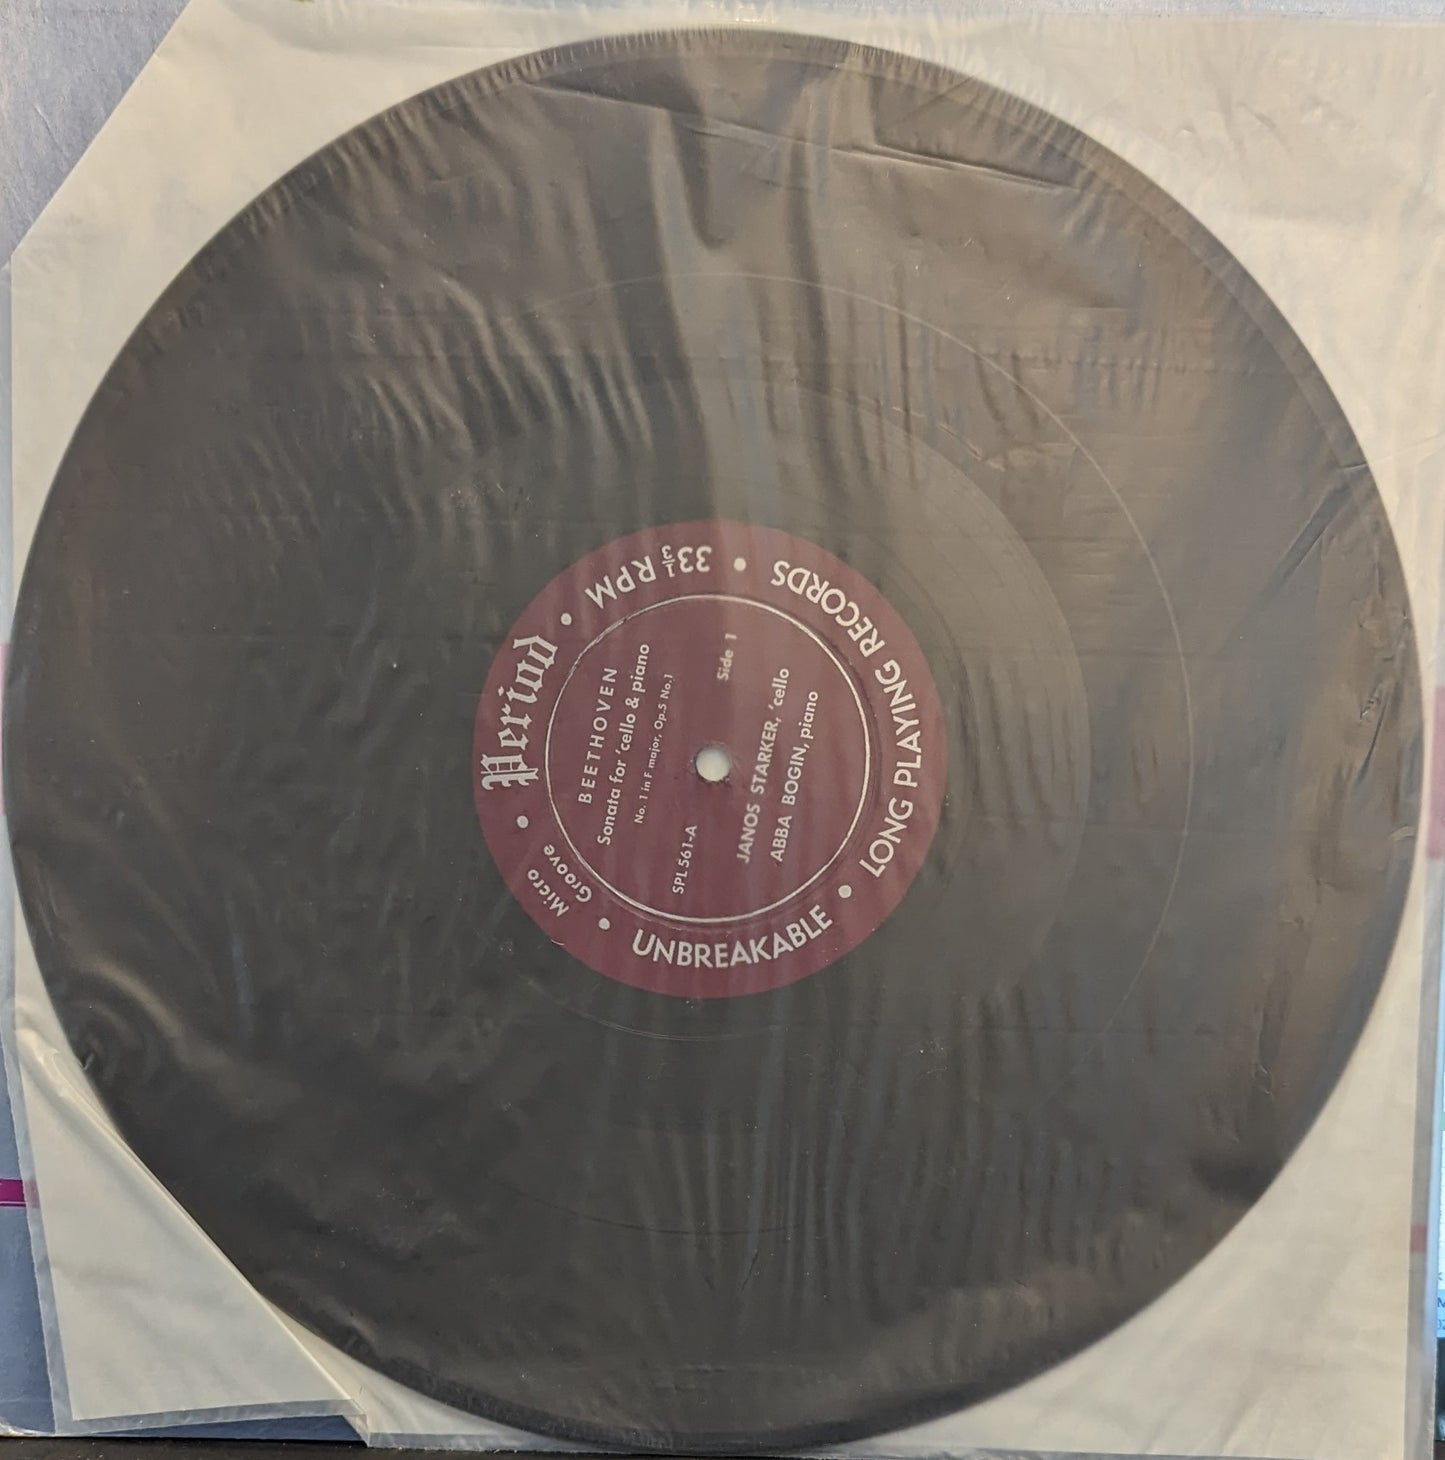 Period
33⅓ RPM
LONG PLAYING RECORDS
UNBREAKABLE
Micro
Groove
BEETHOVEN
Sonata for 'cello & piano
No. 1 in F major, Op.5 No.1
SPL 561-A
Side 1
JANOS STARKER, 'cello
ABBA BOGIN, piano